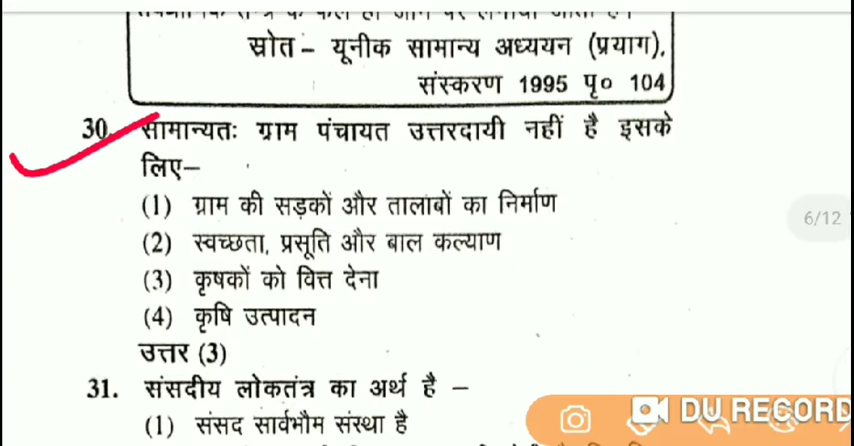 स्रोत – यूनीक सामान्य अध्ययन (प्रयाग),
संस्करण 1995 पृ० 104
30. सामान्यतः ग्राम पंचायत उत्तरदायी नहीं है इसके
लिए–
(1) ग्राम की सड़कों और तालाबों का निर्माण
6/12
(2) स्वच्छता, प्रसूति और बाल कल्याण
(3) कृषकों को वित्त देना
(4) कृषि उत्पादन
उत्तर (3)
31. संसदीय लोकतंत्र का अर्थ है –
(1) संसद सार्वभौम संस्था है
DU RECORD